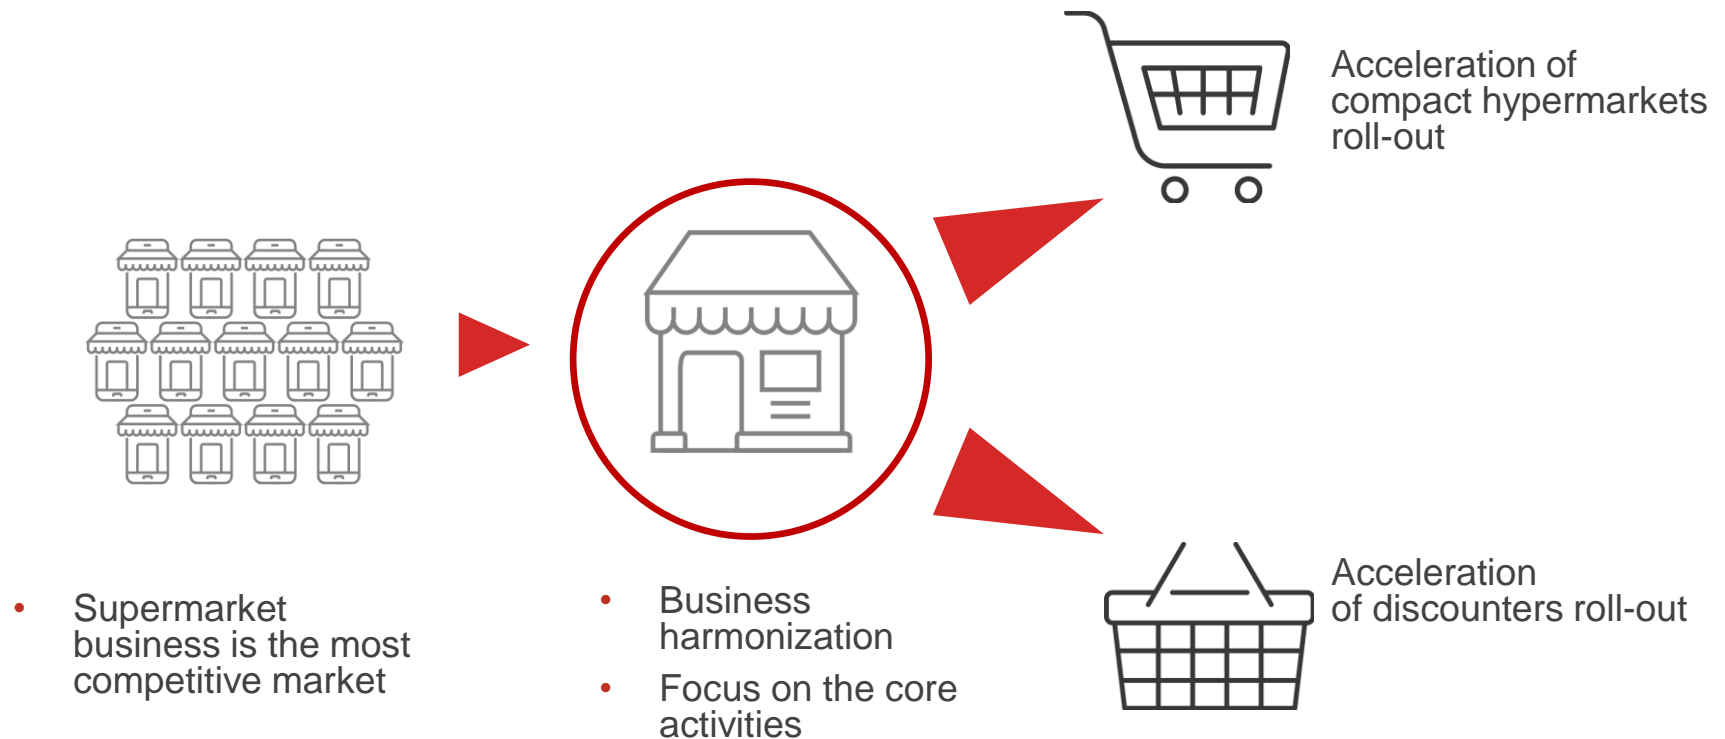 • Supermarket
business is the most
competitive market
• Business
harmonization
• Focus on the core
activities
Acceleration of
compact hypermarkets
roll-out
Acceleration
of discounters roll-out